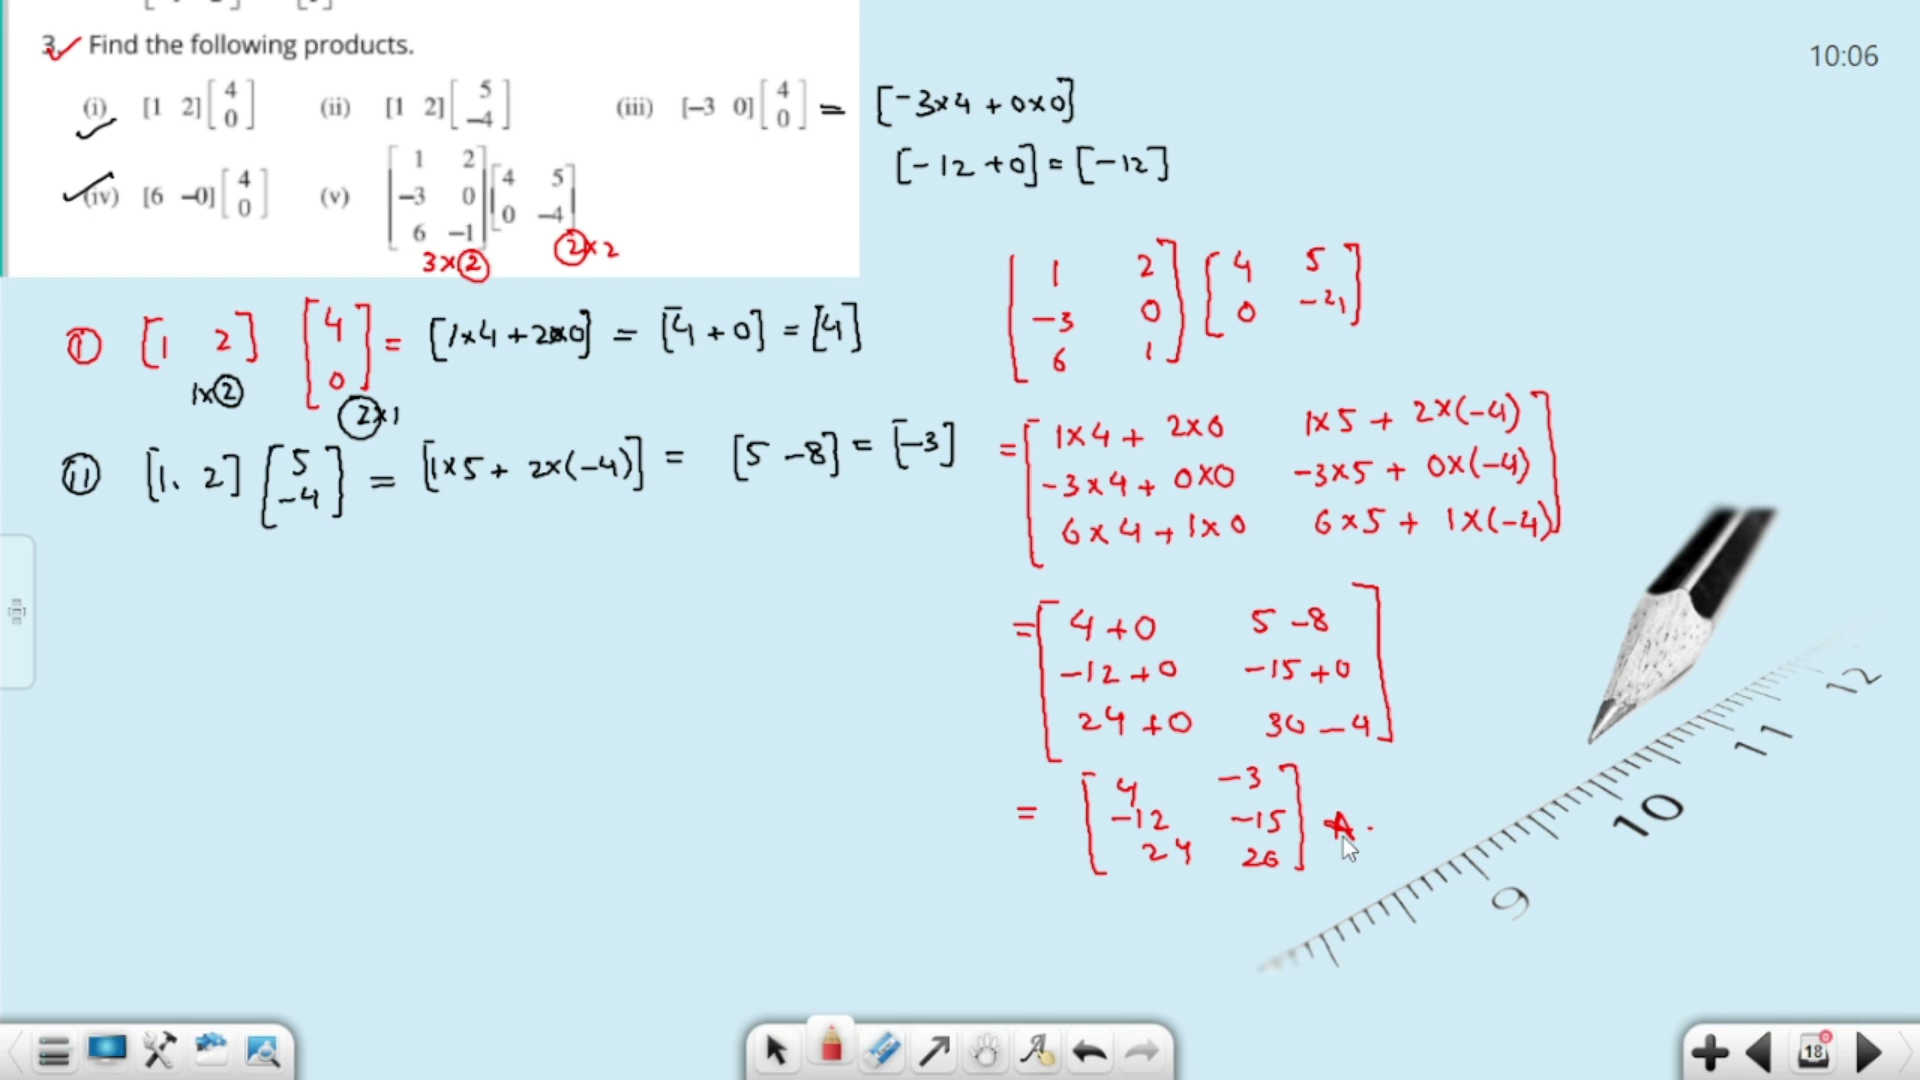 3. Find the following products.
(i) [1 2] [4 0] (ii) [1 2] [5 -4] (iii) [-3 0] [4 0] = [-3×4 + 0×0]
[-12 + 0] = [-12]
(iv) [6 -0] [4 0] (v) [1 2 -3 0 6 -1] [4 5 0 -4]
3×2 2×2
[1 2 -3 0 6 1] [4 5 0 -4]
(i) [1 2] [4 0] = [1×4 + 2×0] = [4 + 0] = [4]
1×2 2×1
(ii) [1, 2] [5 -4] = [1×5 + 2×(-4)] = [5 - 8] = [-3]
= [1×4 + 2×0 1×5 + 2×(-4)
-3×4 + 0×0 -3×5 + 0×(-4)
6×4 + 1×0 6×5 + 1×(-4)]
= [4+0 5-8
-12+0 -15+0
24+0 30-4]
= [4 -3
-12 -15
24 26]
10:06
9 10 11 12
18
0